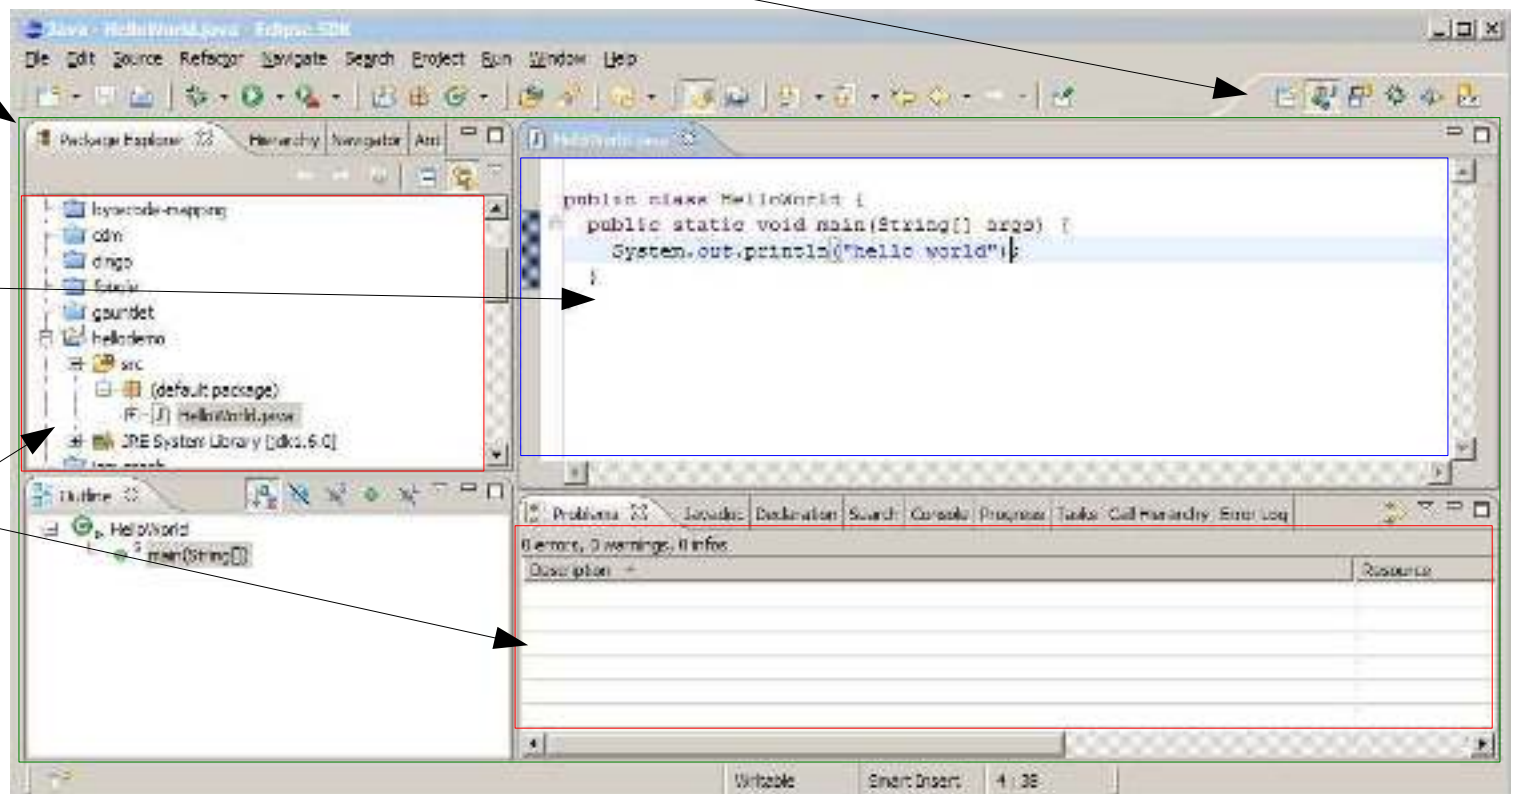 Java - HelloWorld.java - Eclipse SDK
File Edit Source Refactor Navigate Search Project Run Window Help
Package Explorer Hierarchy Navigator Ant
HelloWorld.java
bytecode-mapping
cdm
dingo
gauntlet
hellodemo
src
(default package)
HelloWorld.java
JRE System Library [jdk1.6.0]
public class HelloWorld {
public static void main(String[] args) {
System.out.println("hello world");
}
Outline
HelloWorld
main(String[])
Problems Javadoc Declaration Search Console Progress Tasks Call Hierarchy Error Log
0 errors, 0 warnings, 0 infos
Description Resource
Writable Smart Insert 4 : 38